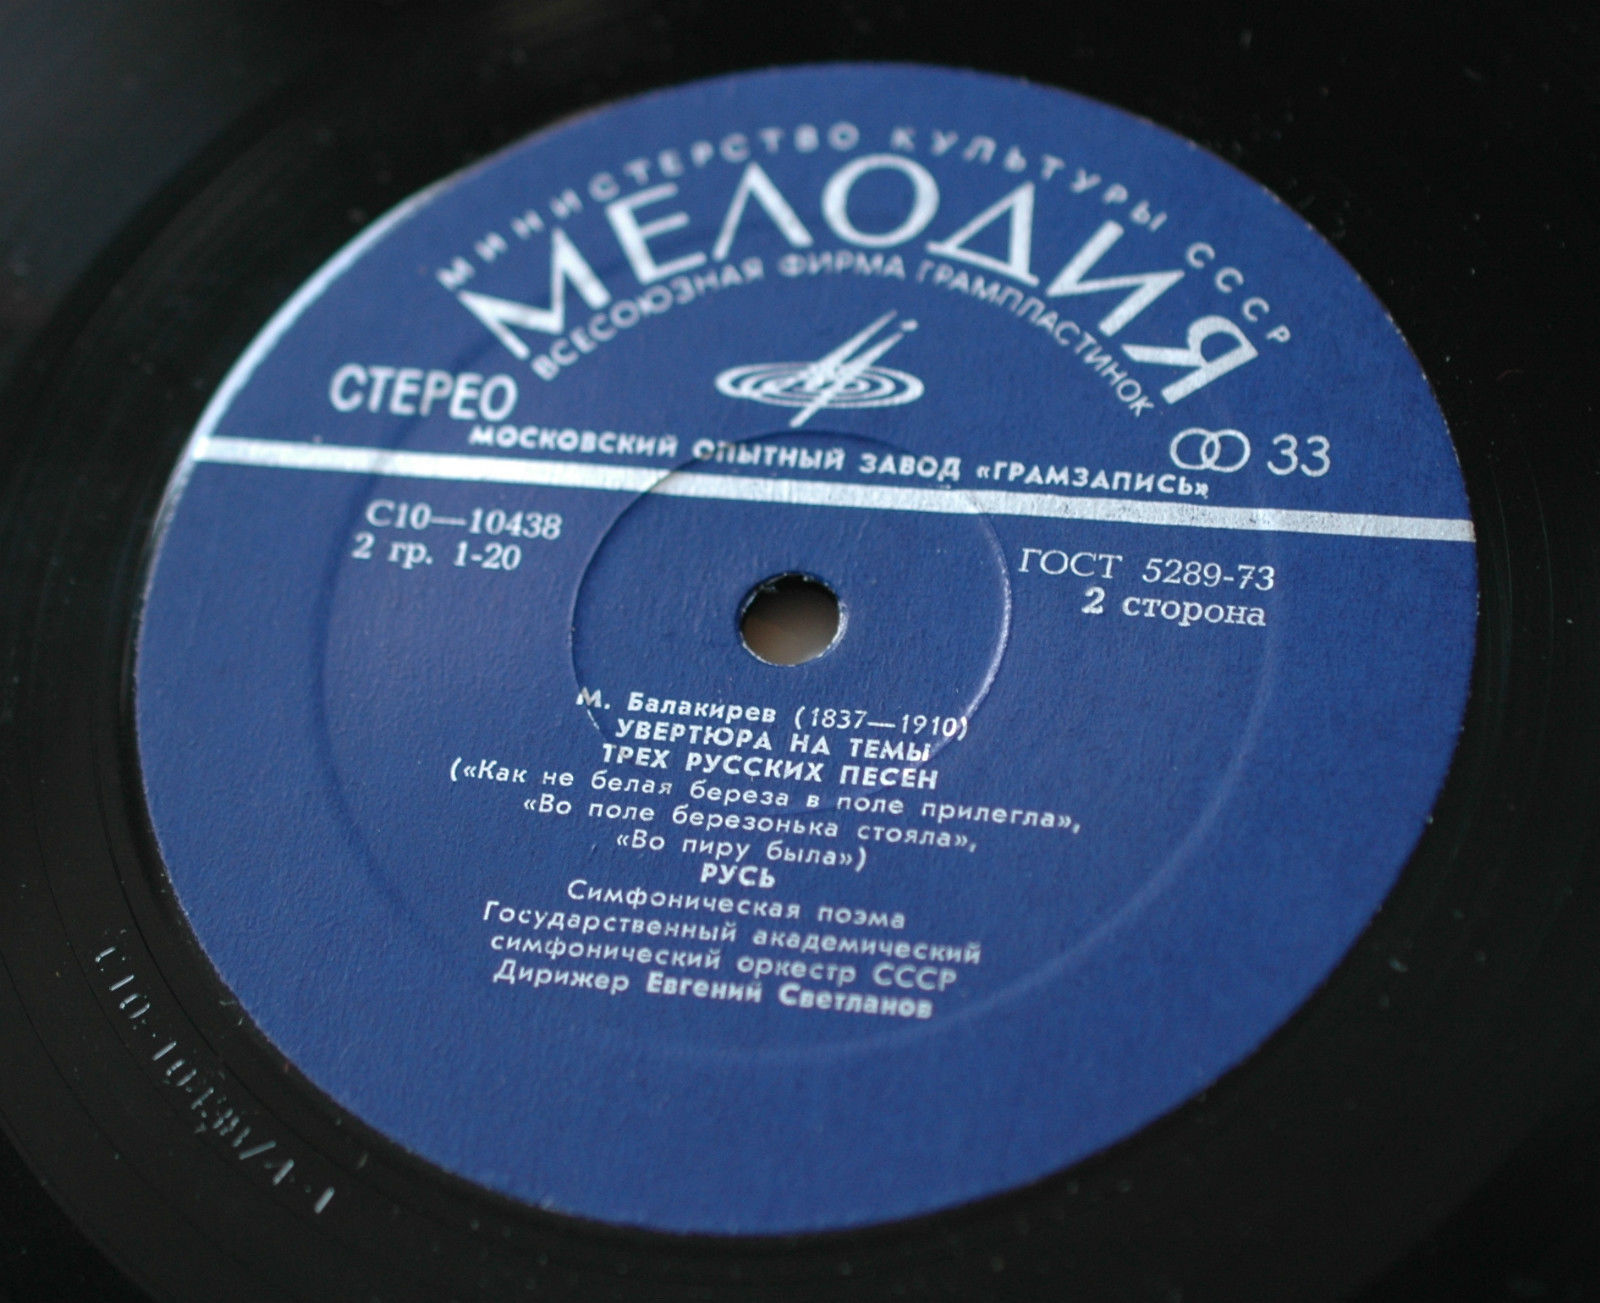 МИНИСТЕРСТВО КУЛЬТУРЫ СССР
МЕЛОДИЯ
ВСЕСОЮЗНАЯ ФИРМА ГРАМПЛАСТИНОК
СТЕРЕО
33
МОСКОВСКИЙ ОПЫТНЫЙ ЗАВОД «ГРАМЗАПИСЬ»
С10—10438
2 гр. 1-20
ГОСТ 5289-73
2 сторона
М. Балакирев (1837—1910)
УВЕРТЮРА НА ТЕМЫ
ТРЕХ РУССКИХ ПЕСЕН
(«Как не белая береза в поле прилегла»,
«Во поле березонька стояла»,
«Во пиру была»)
РУСЬ
Симфоническая поэма
Государственный академический
симфонический оркестр СССР
Дирижер Евгений Светланов